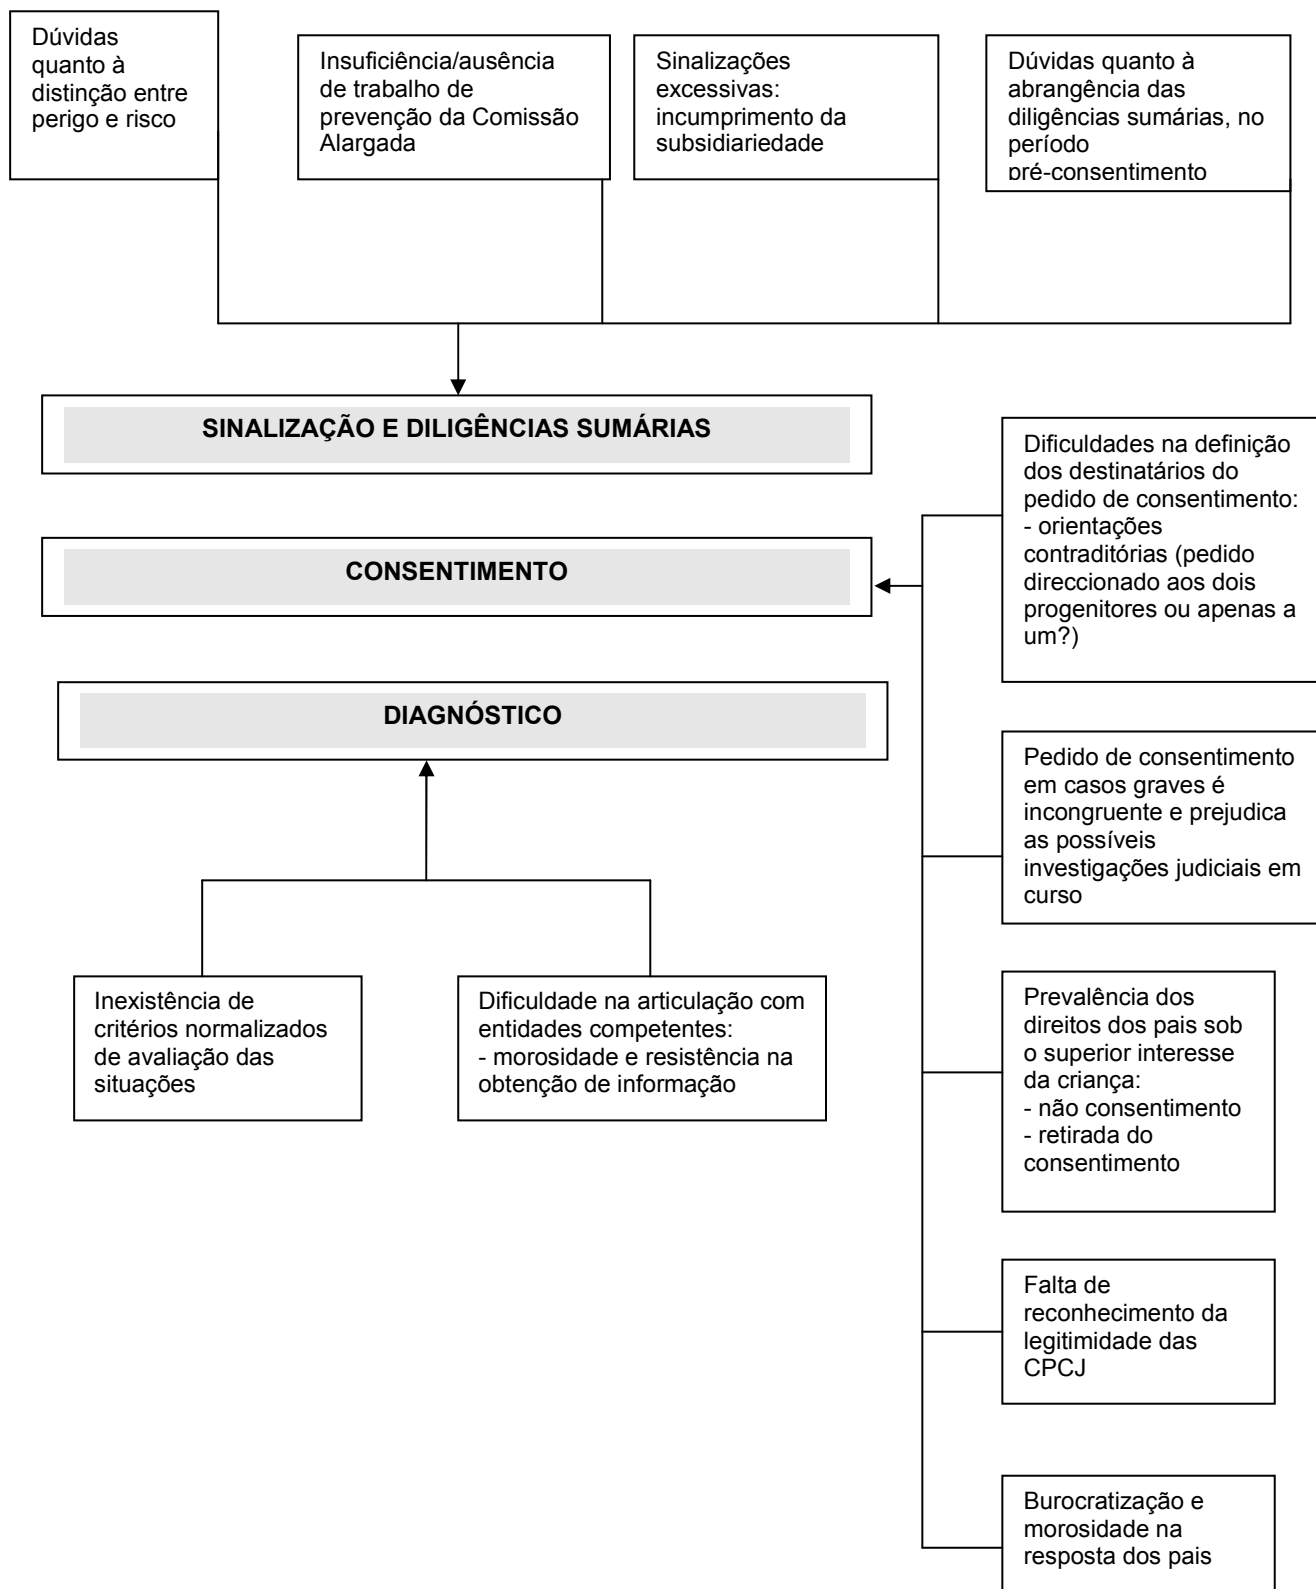 Dúvidas
quanto à
distinção entre
perigo e risco
Insuficiência/ausência
de trabalho de
prevenção da Comissão
Alargada
Sinalizações
excessivas:
incumprimento da
subsidiariedade
Dúvidas quanto à
abrangência das
diligências sumárias, no
período
pré-consentimento
SINALIZAÇÃO E DILIGÊNCIAS SUMÁRIAS
CONSENTIMENTO
DIAGNÓSTICO
Dificuldades na definição
dos destinatários do
pedido de consentimento:
- orientações
contraditórias (pedido
direccionado aos dois
progenitores ou apenas a
um?)
Pedido de consentimento
em casos graves é
incongruente e prejudica
as possíveis
investigações judiciais em
curso
Inexistência de
critérios normalizados
de avaliação das
situações
Dificuldade na articulação com
entidades competentes:
- morosidade e resistência na
obtenção de informação
Prevalência dos
direitos dos pais sob
o superior interesse
da criança:
- não consentimento
- retirada do
consentimento
Falta de
reconhecimento da
legitimidade das
CPCJ
Burocratização e
morosidade na
resposta dos pais